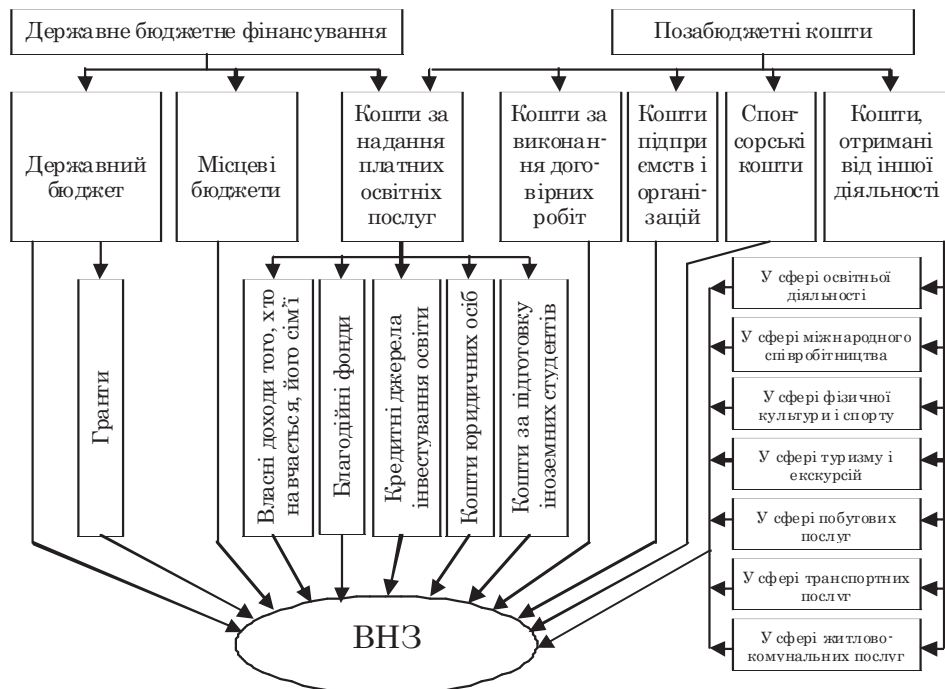 Державне бюджетне фінансування
Позабюджетні кошти
Державний
бюджет
Місцеві
бюджети
Кошти за
надання
платних
освітніх
послуг
Кошти за
виконан-
ня дого-
вірних
робіт
Кошти
підпри-
ємств і
органі-
зацій
Спон-
сорські
кошти
Кошти,
отримані
від іншої
діяльності
Гранти
Власні доходи того, хто
навчається, його сім’ї
Благодійні фонди
Кредитні джерела
інвестування освіти
Кошти юридичних осіб
Кошти за підготовку
іноземних студентів
У сфері освітньої
діяльності
У сфері міжнародного
співробітництва
У сфері фізичної
культури і спорту
У сфері туризму і
екскурсій
У сфері побутових
послуг
У сфері транспортних
послуг
У сфері житлово-
комунальних послуг
ВНЗ